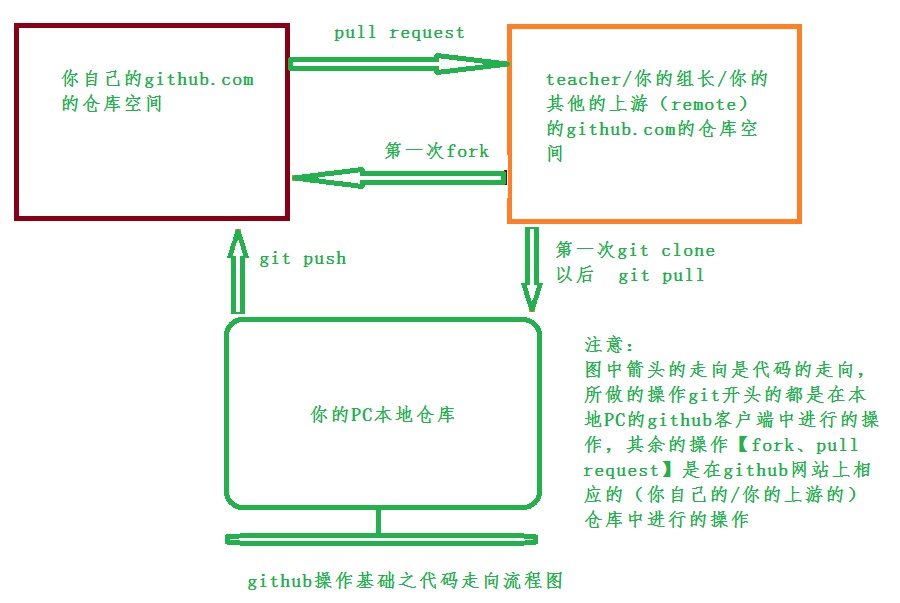 pull request
你自己的github.com
的仓库空间
teacher/你的组长/你的
其他的上游（remote）
的github.com的仓库空
间
第一次fork
git push
第一次git clone
以后 git pull
你的PC本地仓库
注意：
图中箭头的走向是代码的走向，
所做的操作git开头的都是在本
地PC的github客户端中进行的操
作，其余的操作【fork、pull
request】是在github网站上相
应的（你自己的/你的上游的）
仓库中进行的操作
github操作基础之代码走向流程图